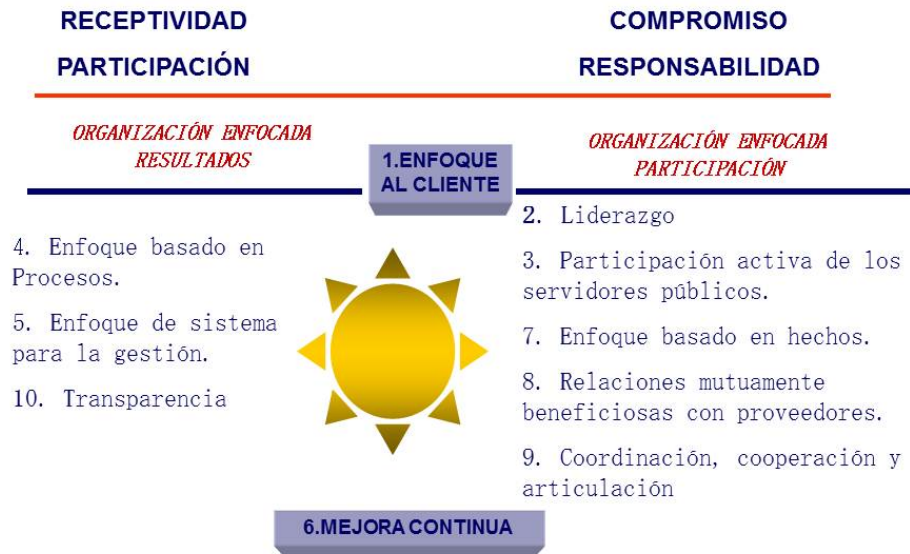 RECEPTIVIDAD
PARTICIPACIÓN
COMPROMISO
RESPONSABILIDAD
ORGANIZACIÓN ENFOCADA
RESULTADOS
1.ENFOQUE
AL CLIENTE
ORGANIZACIÓN ENFOCADA
PARTICIPACIÓN
4. Enfoque basado en
Procesos.
5. Enfoque de sistema
para la gestión.
10. Transparencia
2. Liderazgo
3. Participación activa de los
servidores públicos.
7. Enfoque basado en hechos.
8. Relaciones mutuamente
beneficiosas con proveedores.
9. Coordinación, cooperación y
articulación
6.MEJORA CONTINUA